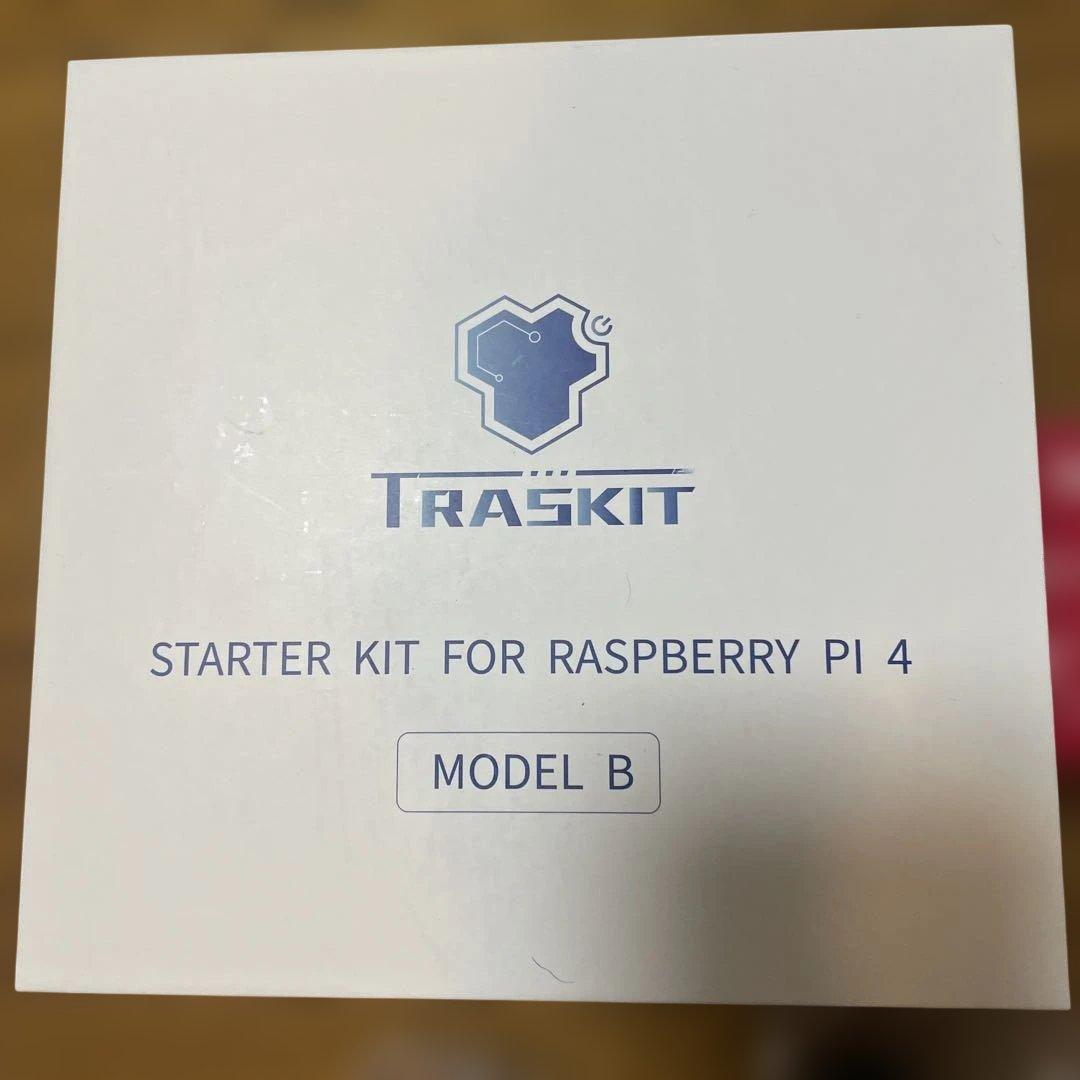 TRASKIT
STARTER KIT FOR RASPBERRY PI 4
MODEL B